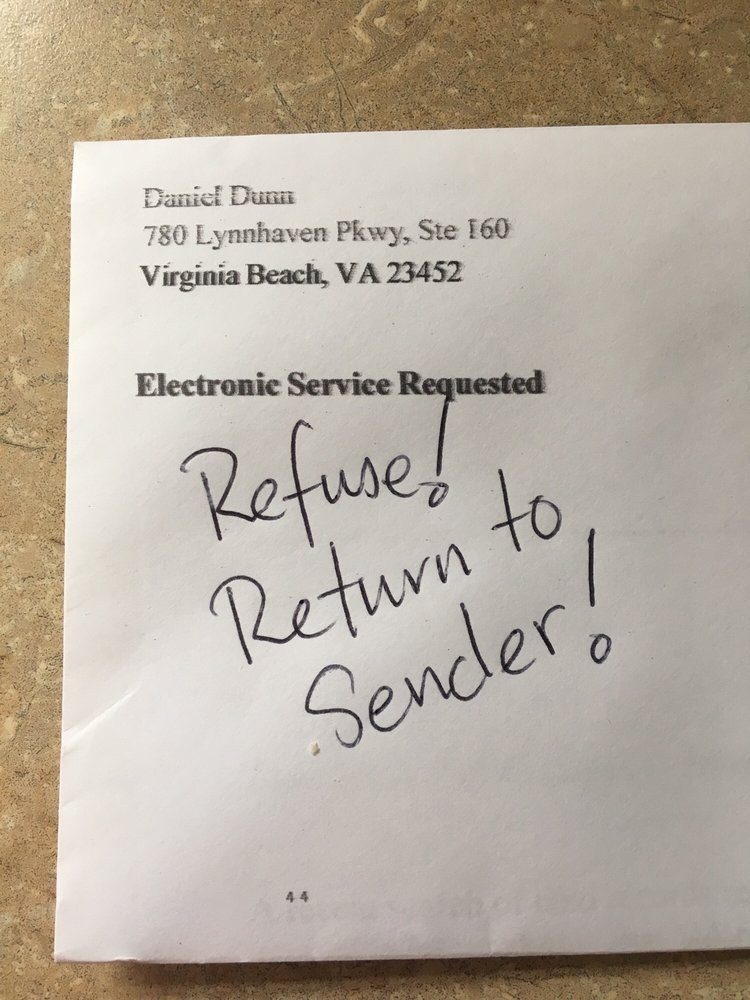 Daniel Dunn
780 Lynnhaven Pkwy, Ste 160
Virginia Beach, VA 23452
Electronic Service Requested
Refuse!
Return to
Sender!
44